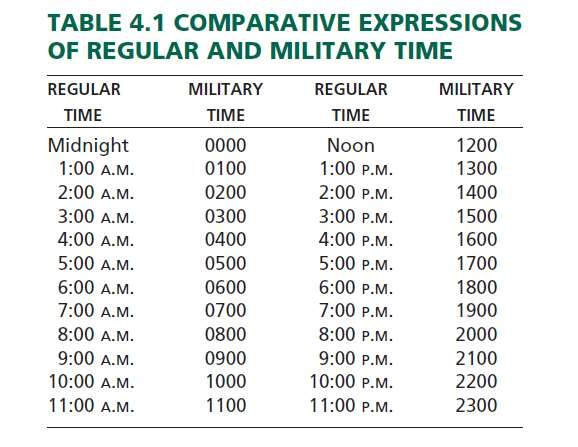 TABLE 4.1 COMPARATIVE EXPRESSIONS
OF REGULAR AND MILITARY TIME
REGULAR MILITARY REGULAR MILITARY
TIME TIME TIME TIME
Midnight 0000 Noon 1200
1:00 A.M. 0100 1:00 P.M. 1300
2:00 A.M. 0200 2:00 P.M. 1400
3:00 A.M. 0300 3:00 P.M. 1500
4:00 A.M. 0400 4:00 P.M. 1600
5:00 A.M. 0500 5:00 P.M. 1700
6:00 A.M. 0600 6:00 P.M. 1800
7:00 A.M. 0700 7:00 P.M. 1900
8:00 A.M. 0800 8:00 P.M. 2000
9:00 A.M. 0900 9:00 P.M. 2100
10:00 A.M. 1000 10:00 P.M. 2200
11:00 A.M. 1100 11:00 P.M. 2300